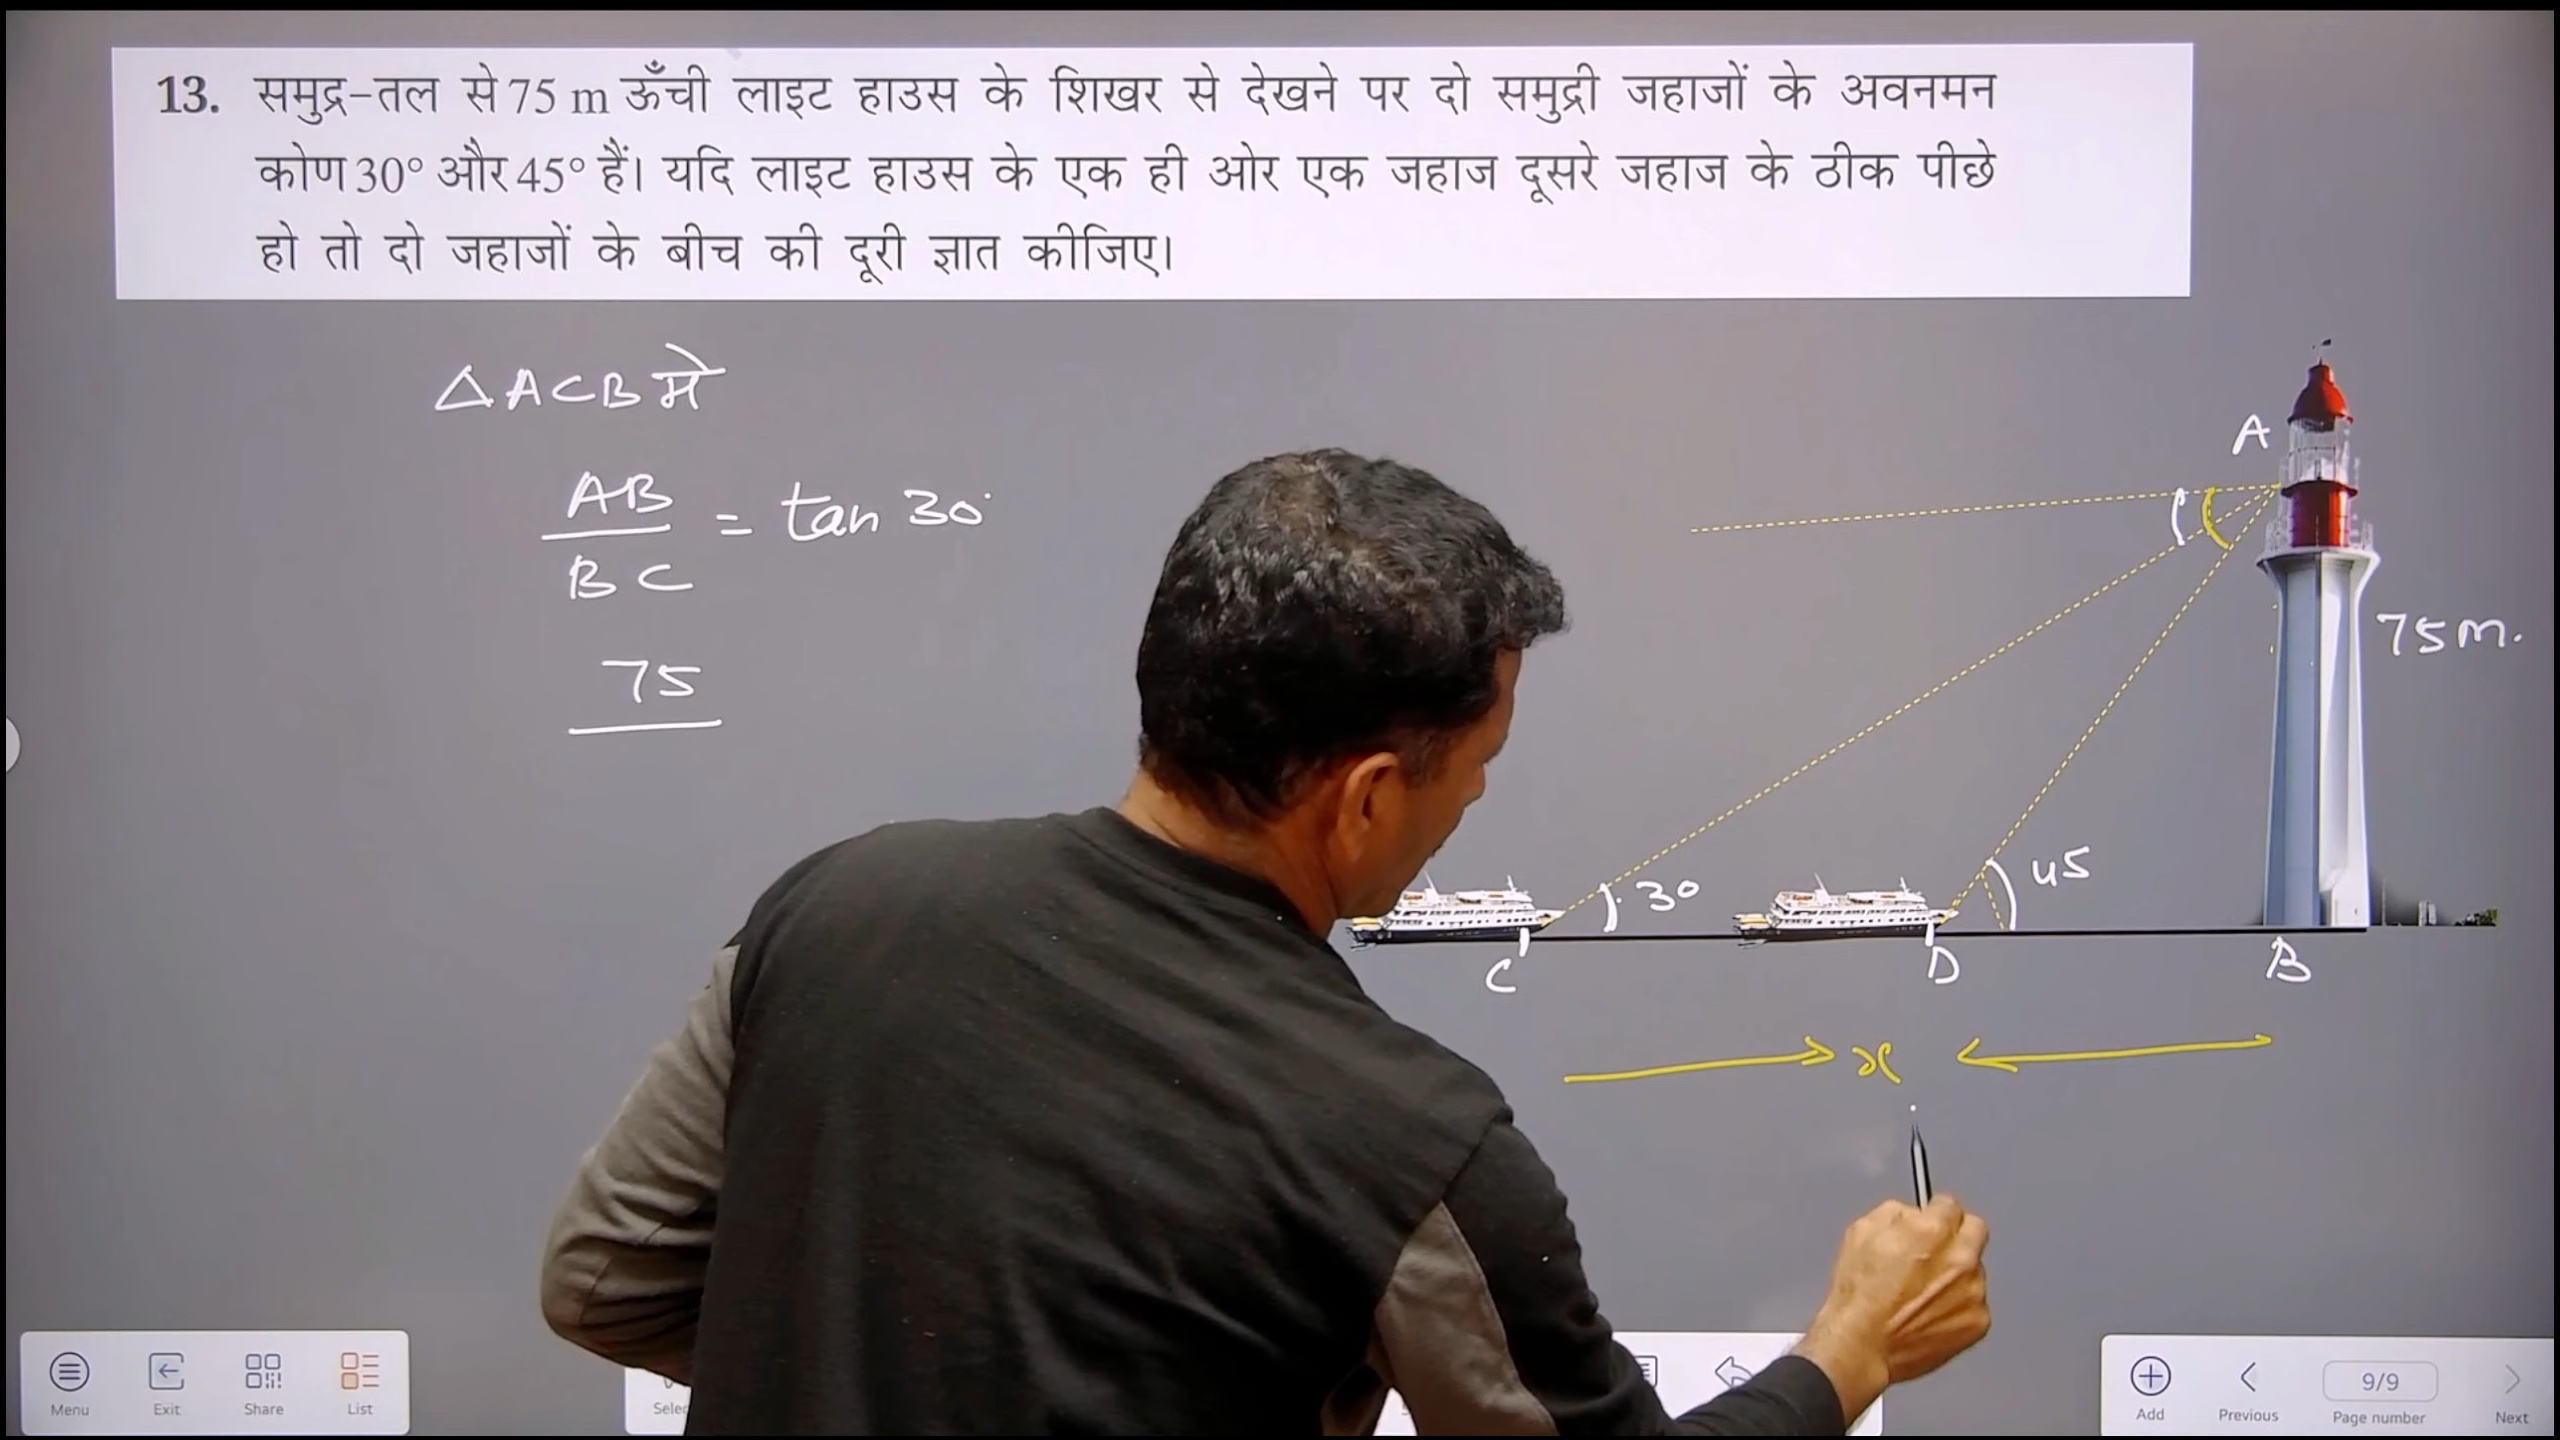 13. समुद्र-तल से 75 m ऊँची लाइट हाउस के शिखर से देखने पर दो समुद्री जहाजों के अवनमन
कोण 30° और 45° हैं। यदि लाइट हाउस के एक ही ओर एक जहाज दूसरे जहाज के ठीक पीछे
हो तो दो जहाजों के बीच की दूरी ज्ञात कीजिए।
△ACB में
AB
BC
= tan 30°
75
A
75m.
30
45
C
D
B
x
Menu
Exit
Share
List
Add
Previous
9/9
Page number
Next